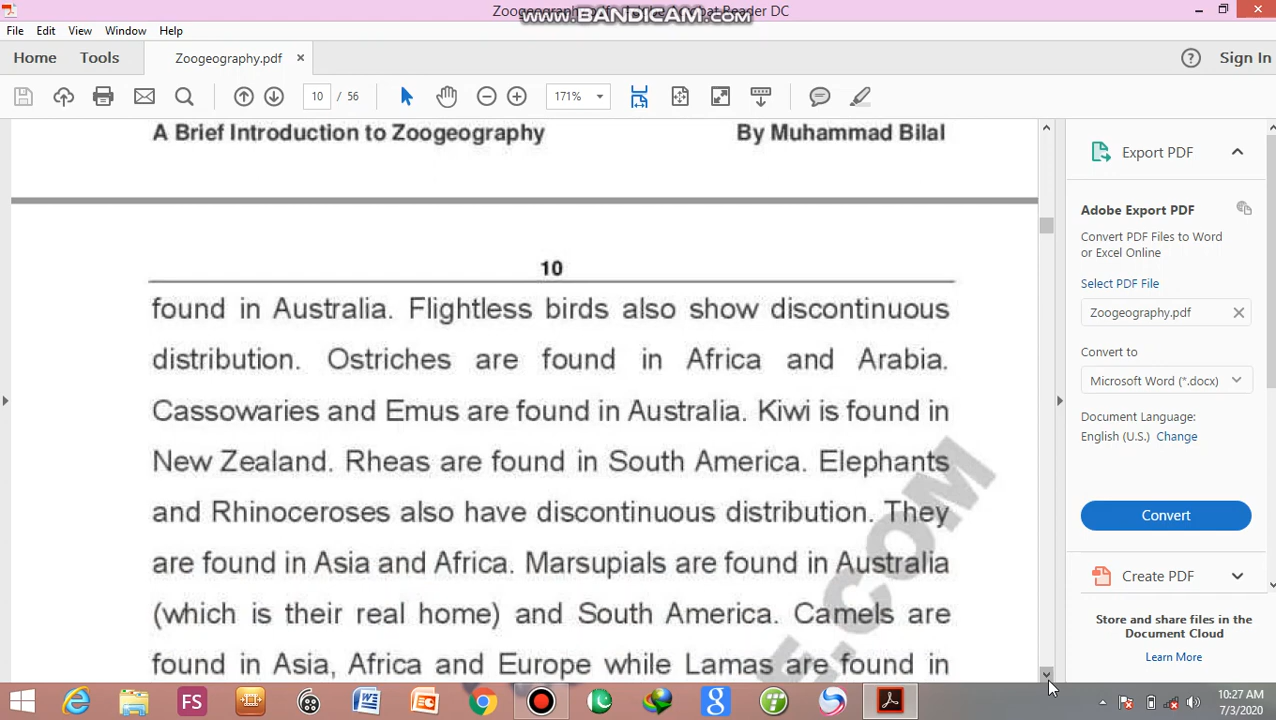 Zoogeography.pdf - Adobe Acrobat Reader DC
www.BANDICAM.com
File Edit View Window Help
Home Tools Zoogeography.pdf × Sign In
10 / 56 171%
A Brief Introduction to Zoogeography By Muhammad Bilal
10
found in Australia. Flightless birds also show discontinuous
distribution. Ostriches are found in Africa and Arabia.
Cassowaries and Emus are found in Australia. Kiwi is found in
New Zealand. Rheas are found in South America. Elephants
and Rhinoceroses also have discontinuous distribution. They
are found in Asia and Africa. Marsupials are found in Australia
(which is their real home) and South America. Camels are
found in Asia, Africa and Europe while Lamas are found in
E.COM
Export PDF
Adobe Export PDF
Convert PDF Files to Word
or Excel Online
Select PDF File
Zoogeography.pdf
Convert to
Microsoft Word (*.docx)
Document Language:
English (U.S.) Change
Convert
Create PDF
Store and share files in the
Document Cloud
Learn More
FS
10:27 AM
7/3/2020